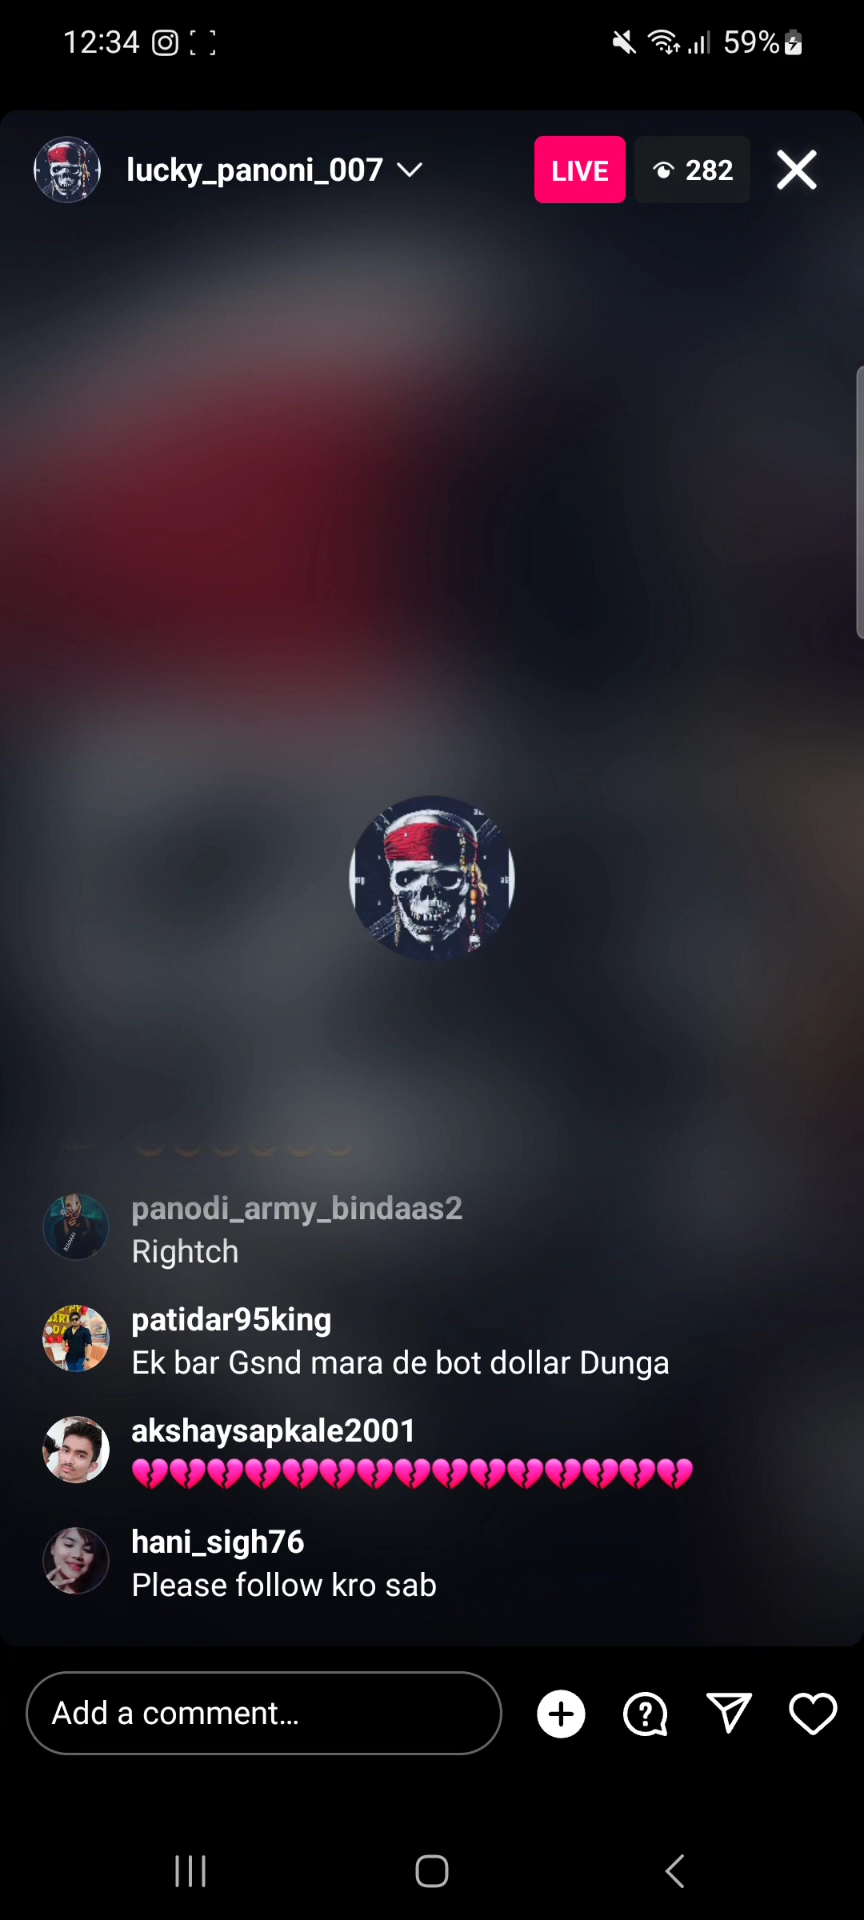 12:34
59%
lucky_panoni_007
LIVE
282
panodi_army_bindaas2
Rightch
patidar95king
Ek bar Gsnd mara de bot dollar Dunga
akshaysapkale2001
💔💔💔💔💔💔💔💔💔💔💔💔💔💔💔
hani_sigh76
Please follow kro sab
Add a comment...